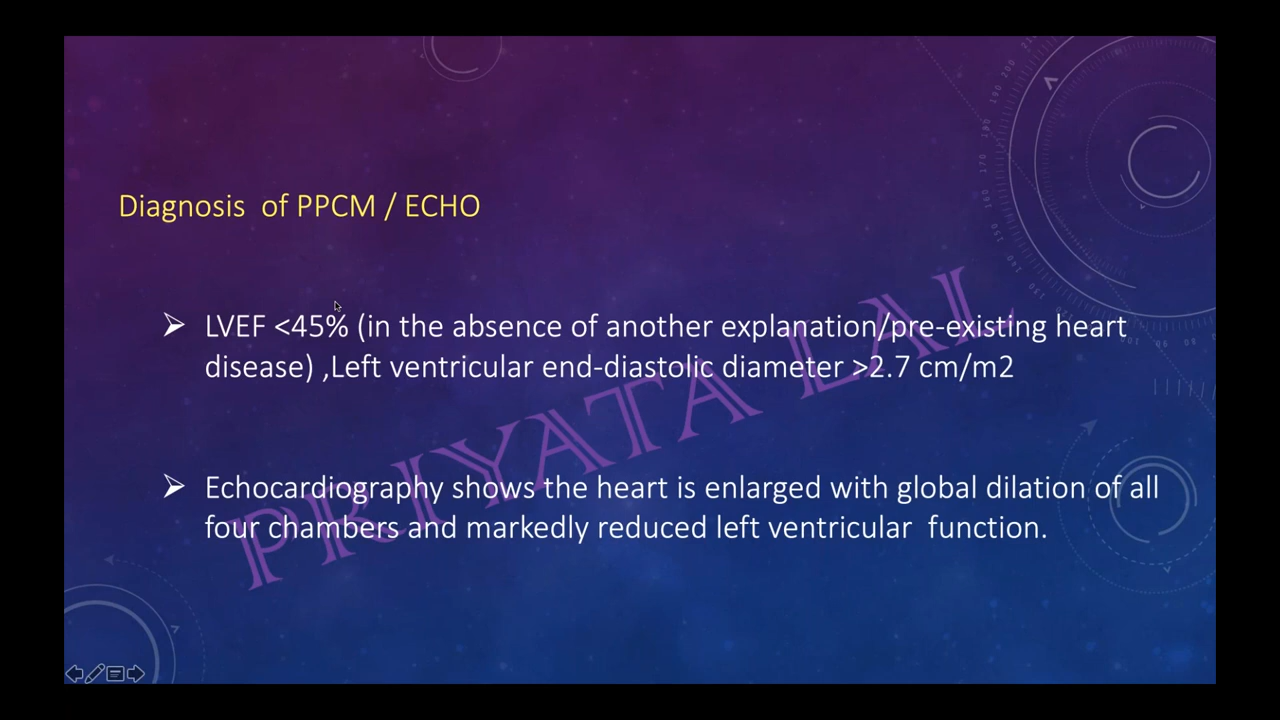 Diagnosis of PPCM / ECHO
➢ LVEF <45% (in the absence of another explanation/pre-existing heart
disease) ,Left ventricular end-diastolic diameter >2.7 cm/m2
➢ Echocardiography shows the heart is enlarged with global dilation of all
four chambers and markedly reduced left ventricular function.
PRIYATA LAL